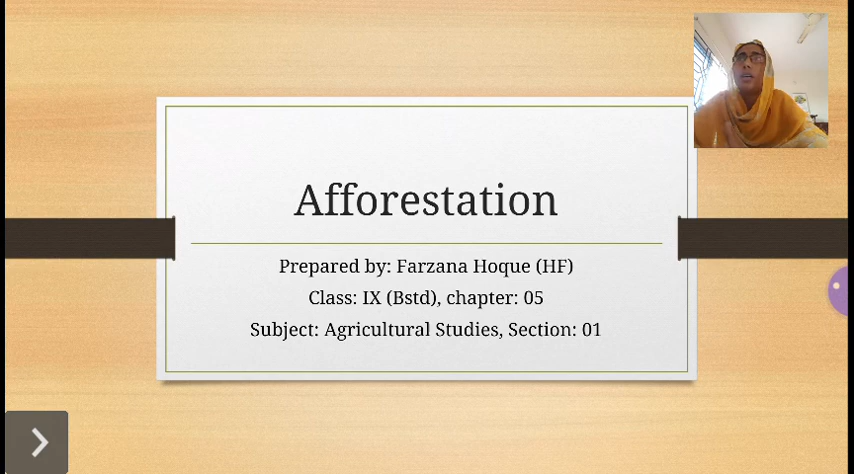 Afforestation
Prepared by: Farzana Hoque (HF)
Class: IX (Bstd), chapter: 05
Subject: Agricultural Studies, Section: 01